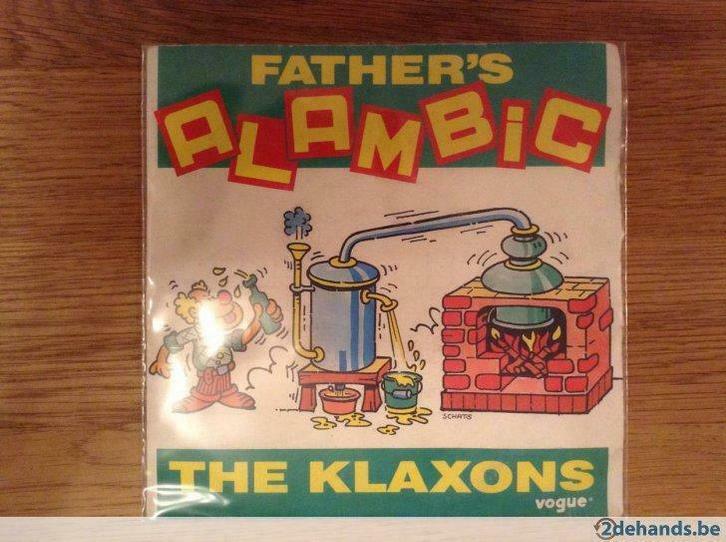 FATHER'S
ALAMBiC
SCHATS
THE KLAXONS
vogue
2dehands.be